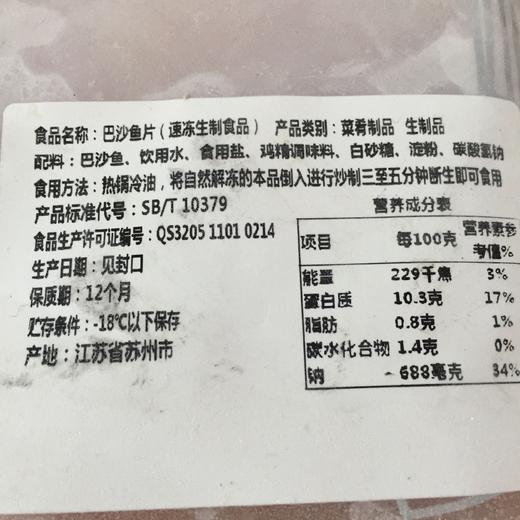 食品名称：巴沙鱼片（速冻生制食品） 产品类别：菜肴制品 生制品
配料：巴沙鱼、饮用水、食用盐、鸡精调味料、白砂糖、淀粉、碳酸氢钠
食用方法：热锅冷油，将自然解冻的本品倒入进行炒制三至五分钟断生即可食用
产品标准代号：SB/T 10379
食品生产许可证编号：QS3205 1101 0214
生产日期：见封口
保质期：12个月
贮存条件：-18℃以下保存
产地：江苏省苏州市
营养成分表
项目 每100克 营养素参考值%
能量 229千焦 3%
蛋白质 10.3克 17%
脂肪 0.8克 1%
碳水化合物 1.4克 0%
钠 688毫克 34%